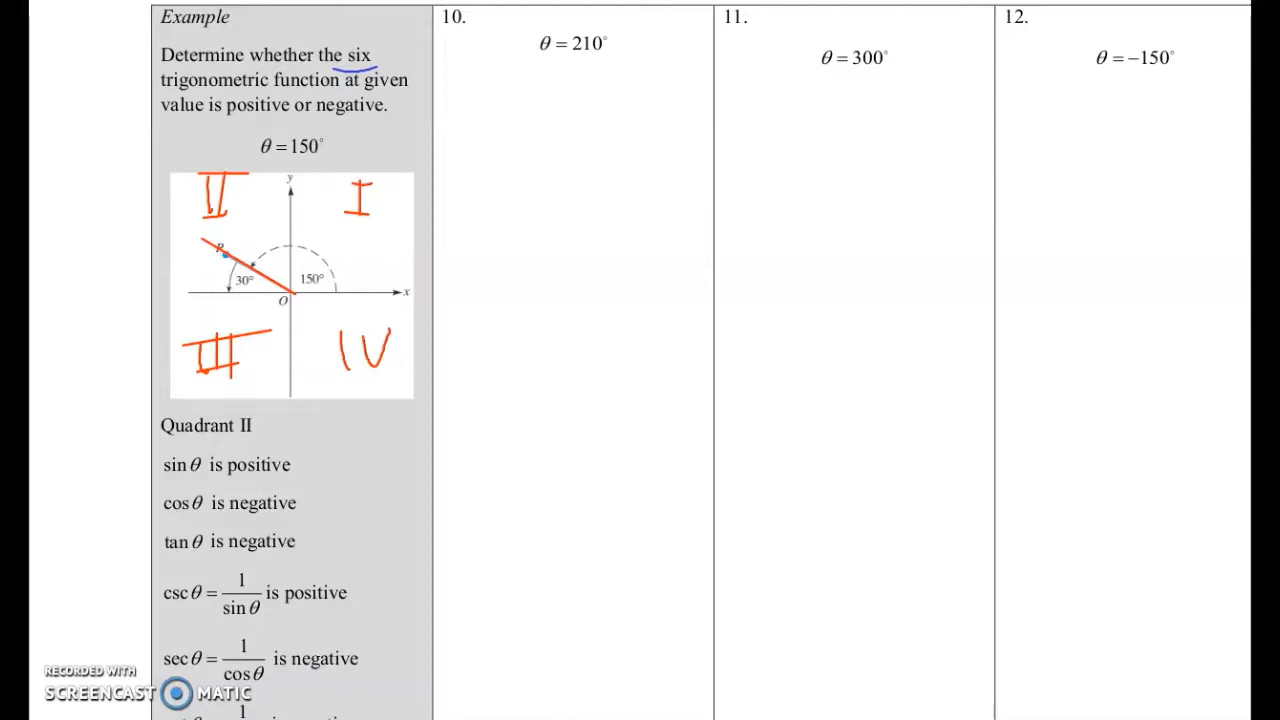 Example
Determine whether the six
trigonometric function at given
value is positive or negative.
θ = 150°
II
I
y
P
30°
150°
x
O
III
IV
Quadrant II
sin θ is positive
cos θ is negative
tan θ is negative
csc θ = 1/sin θ is positive
sec θ = 1/cos θ is negative
1
10.
θ = 210°
11.
θ = 300°
12.
θ = −150°
RECORDED WITH
SCREENCAST MATIC